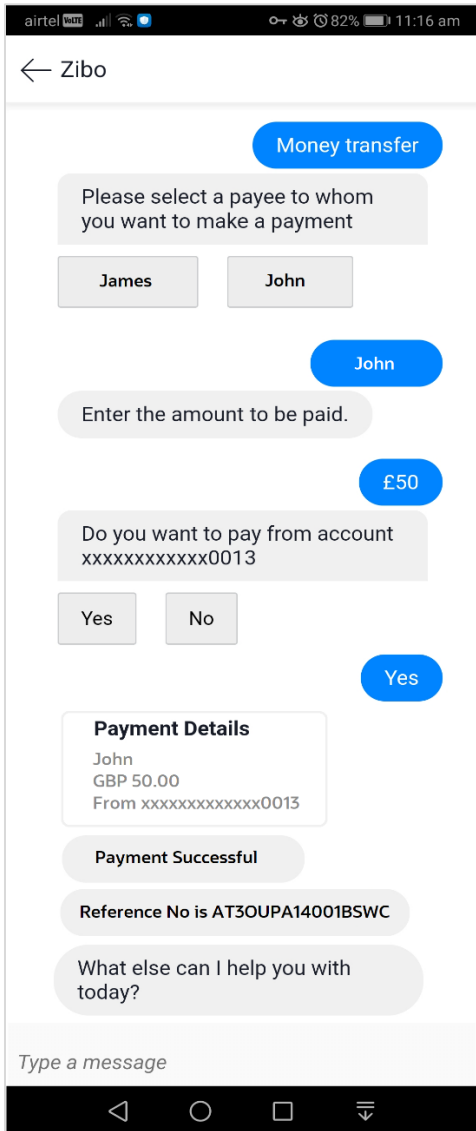 airtel VoLTE 82% 11:16 am
Zibo
Money transfer
Please select a payee to whom
you want to make a payment
James John
John
Enter the amount to be paid.
£50
Do you want to pay from account
xxxxxxxxxxxx0013
Yes No
Yes
Payment Details
John
GBP 50.00
From xxxxxxxxxxxxx0013
Payment Successful
Reference No is AT3OUPA14001BSWC
What else can I help you with
today?
Type a message